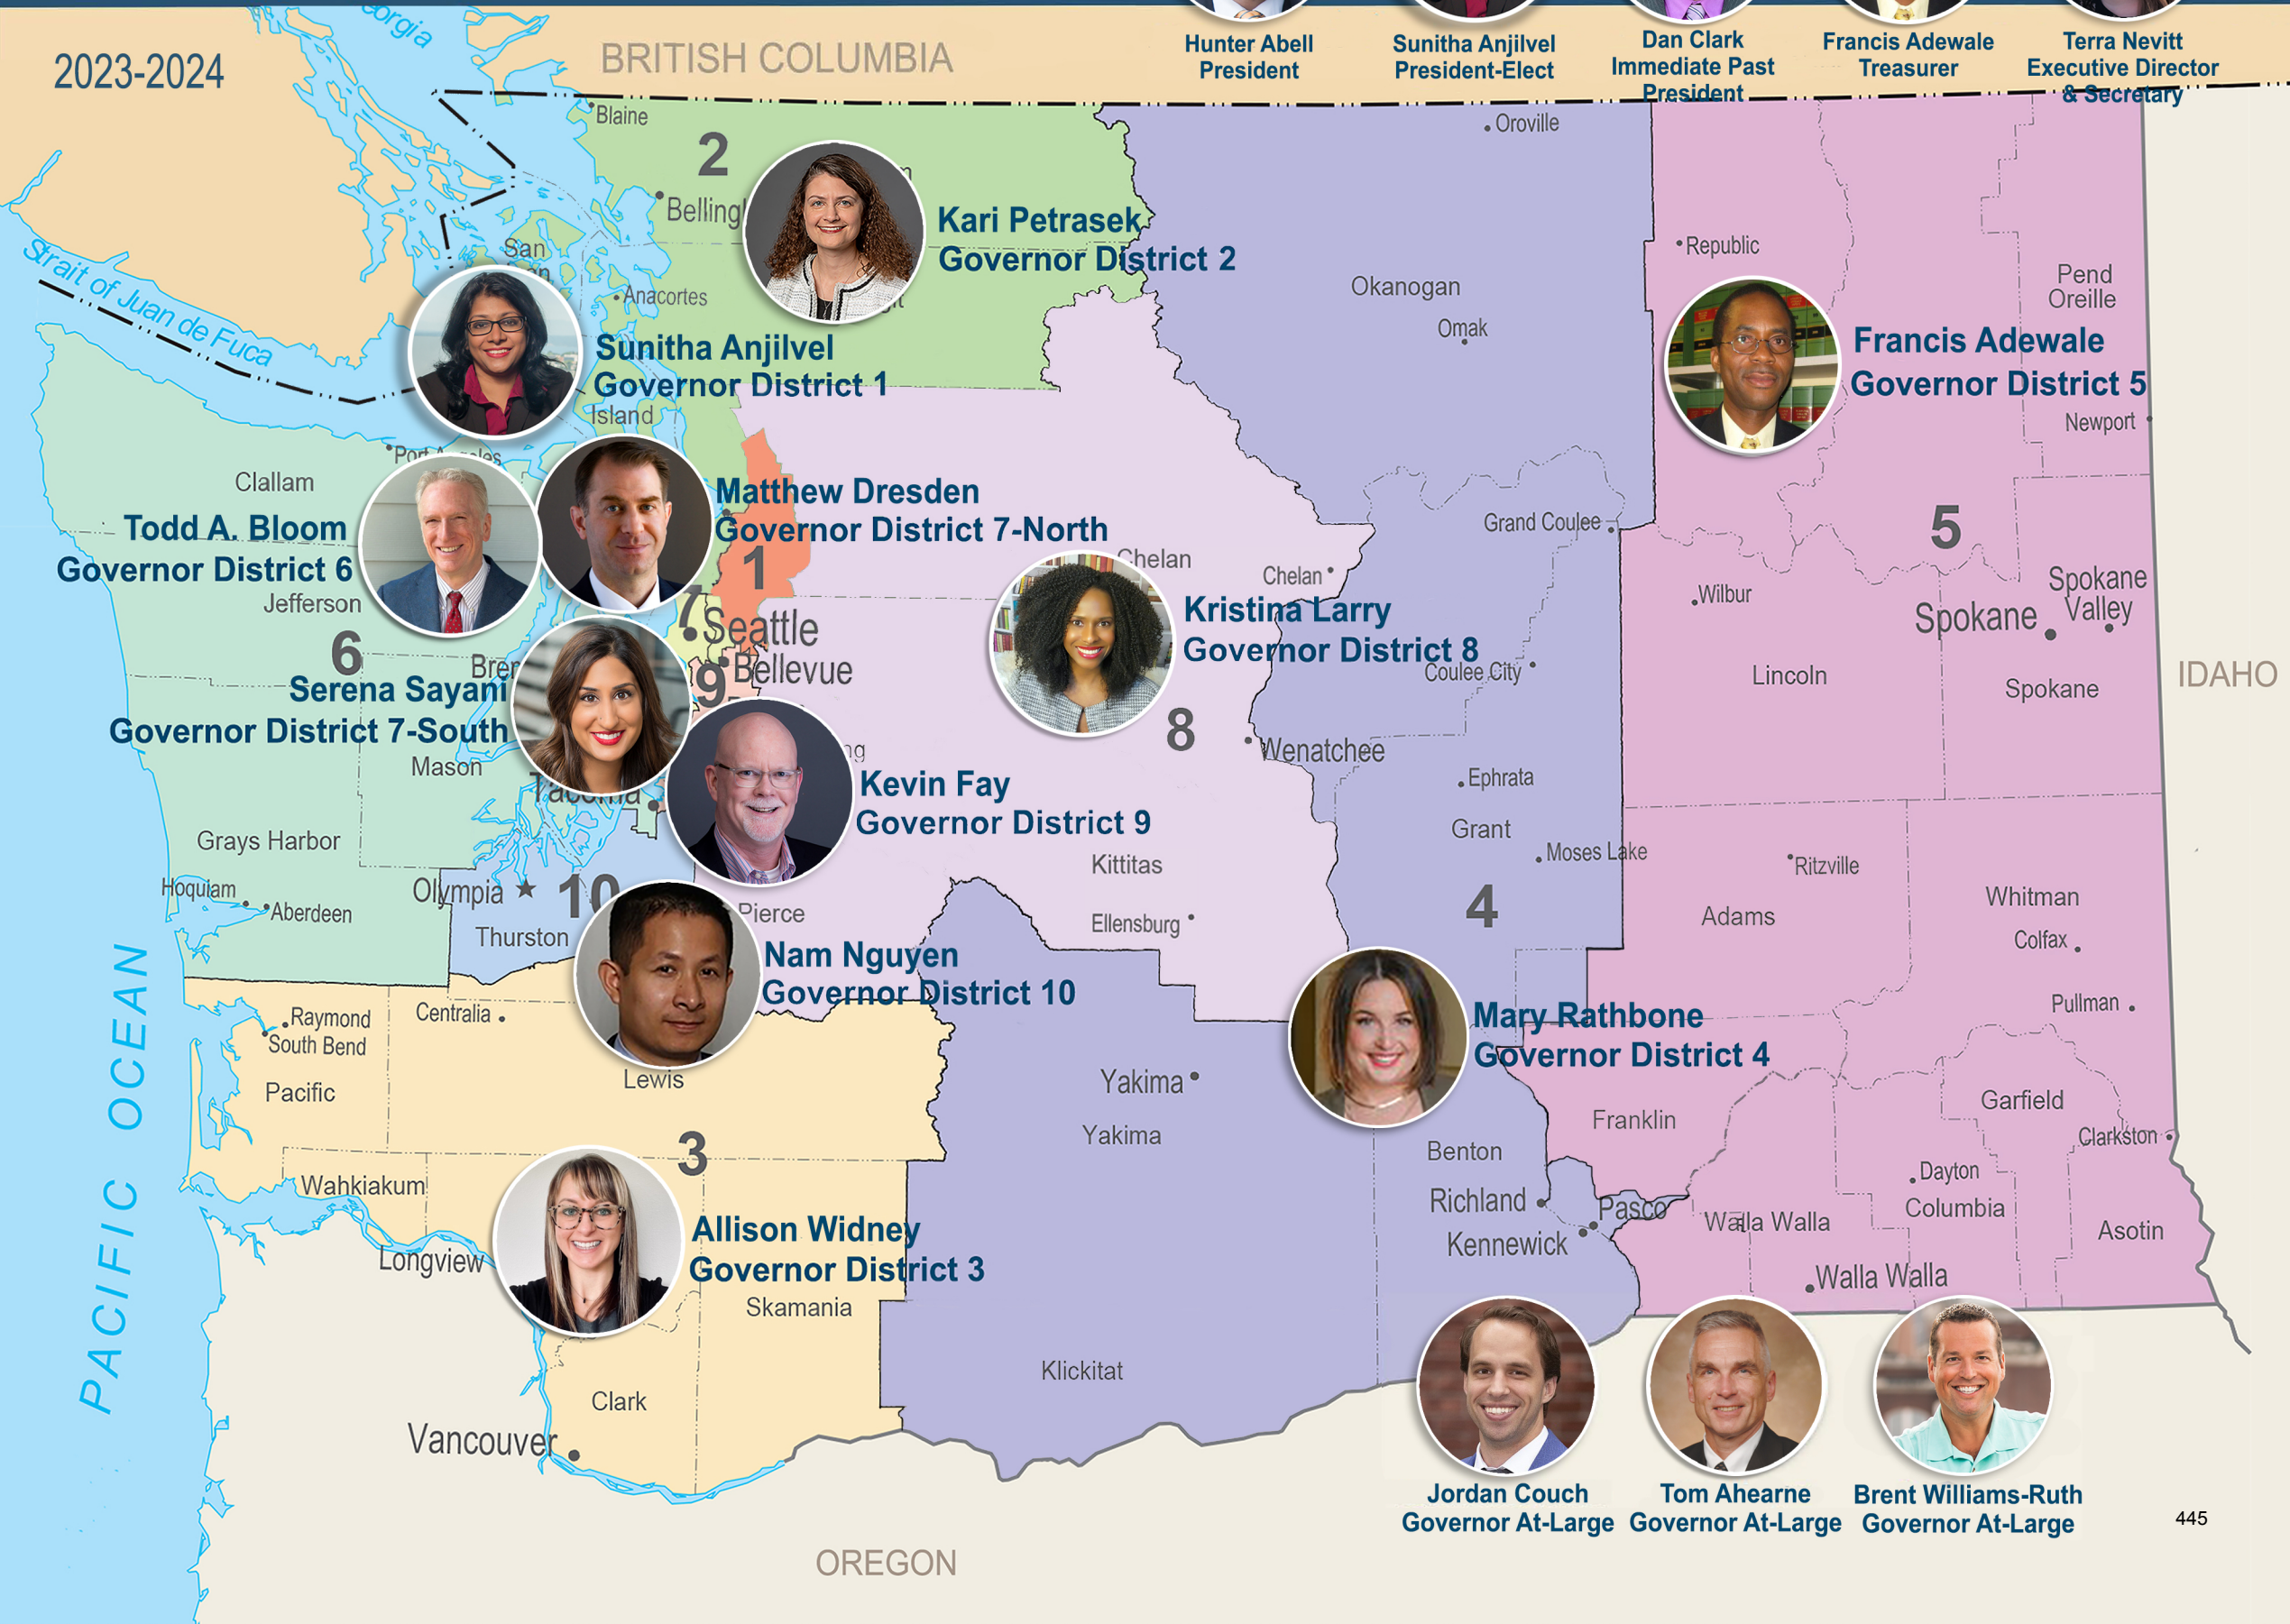 2023-2024
Georgia
BRITISH COLUMBIA
Hunter Abell
President
Sunitha Anjilvel
President-Elect
Dan Clark
Immediate Past
President
Francis Adewale
Treasurer
Terra Nevitt
Executive Director
& Secretary
Blaine
2
Oroville
Kari Petrasek
Governor District 2
San
Anacortes
Republic
Strait of Juan de Fuca
Okanogan
Omak
Pend
Oreille
Sunitha Anjilvel
Governor District 1
Island
Francis Adewale
Governor District 5
Newport
Clallam
Todd A. Bloom
Governor District 6
Jefferson
6
Matthew Dresden
Governor District 7-North
1
7
Seattle
Bellevue
9
Chelan
Chelan
Kristina Larry
Governor District 8
8
Wenatchee
Grand Coulee
Coulee City
5
Wilbur
Spokane
Spokane
Valley
Lincoln
Spokane
IDAHO
Serena Sayani
Governor District 7-South
Mason
Tacoma
Kevin Fay
Governor District 9
Ephrata
Grant
Moses Lake
4
Grays Harbor
Hoquiam
Aberdeen
Olympia
10
Thurston
Pierce
Kittitas
Ellensburg
Ritzville
Adams
Whitman
Colfax
Pullman
Nam Nguyen
Governor District 10
Mary Rathbone
Governor District 4
PACIFIC OCEAN
Raymond
South Bend
Centralia
Pacific
Lewis
Yakima
Yakima
Franklin
Garfield
Clarkston
Benton
Richland
Pasco
Kennewick
Walla Walla
Dayton
Columbia
Asotin
Walla Walla
3
Wahkiakum
Longview
Allison Widney
Governor District 3
Skamania
Klickitat
Clark
Vancouver
Jordan Couch
Governor At-Large
Tom Ahearne
Governor At-Large
Brent Williams-Ruth
Governor At-Large
445
OREGON